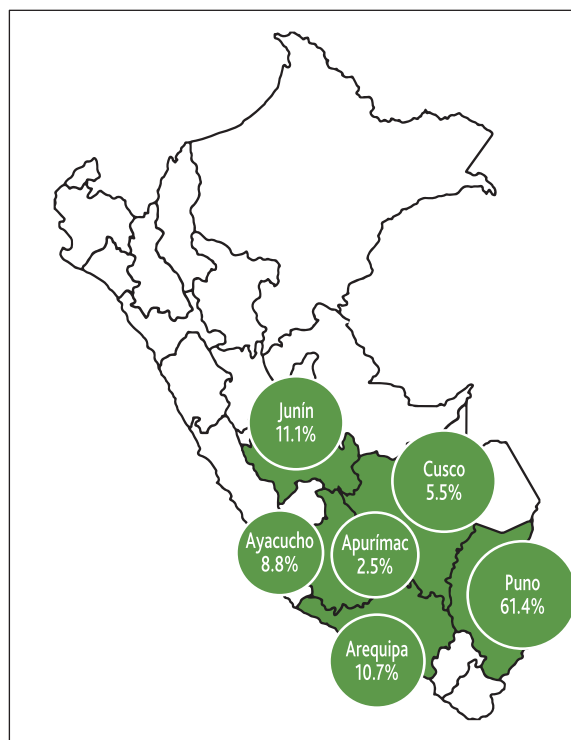 Junín
11.1%
Cusco
5.5%
Ayacucho
8.8%
Apurímac
2.5%
Puno
61.4%
Arequipa
10.7%